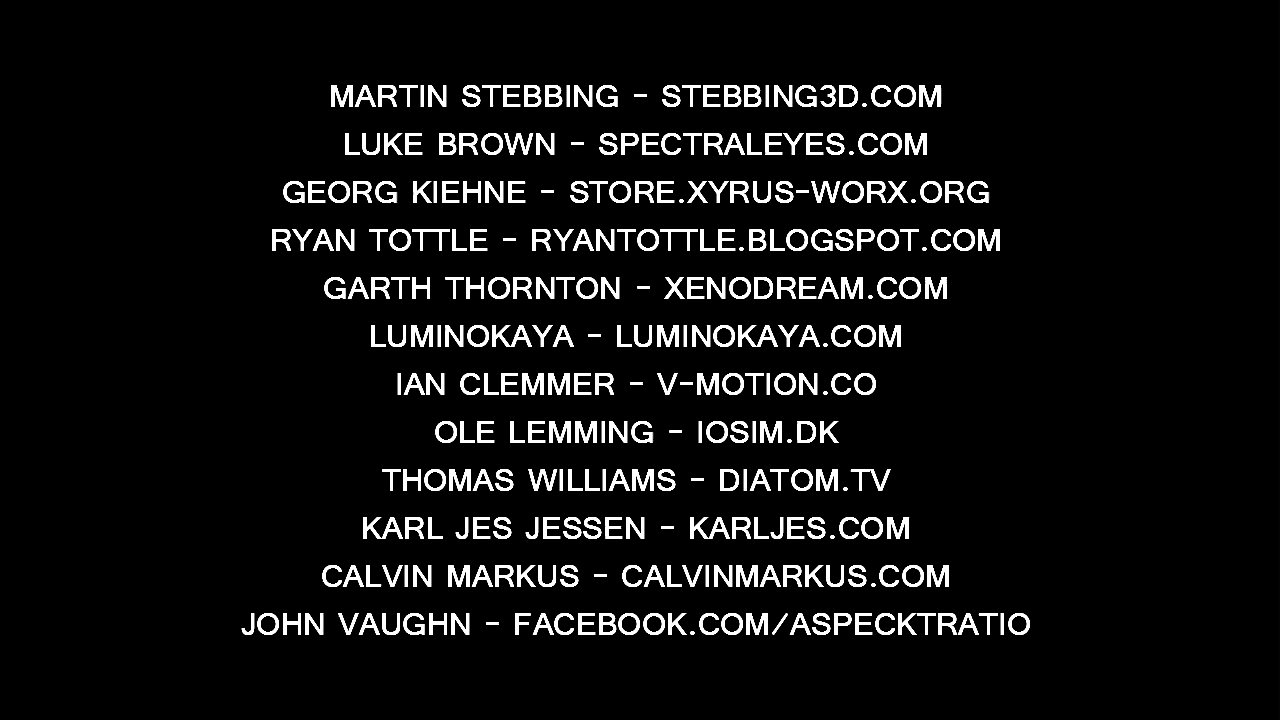 MARTIN STEBBING - STEBBING3D.COM
LUKE BROWN - SPECTRALEYES.COM
GEORG KIEHNE - STORE.XYRUS-WORX.ORG
RYAN TOTTLE - RYANTOTTLE.BLOGSPOT.COM
GARTH THORNTON - XENODREAM.COM
LUMINOKAYA - LUMINOKAYA.COM
IAN CLEMMER - V-MOTION.CO
OLE LEMMING - IOSIM.DK
THOMAS WILLIAMS - DIATOM.TV
KARL JES JESSEN - KARLJES.COM
CALVIN MARKUS - CALVINMARKUS.COM
JOHN VAUGHN - FACEBOOK.COM/ASPECKTRATIO